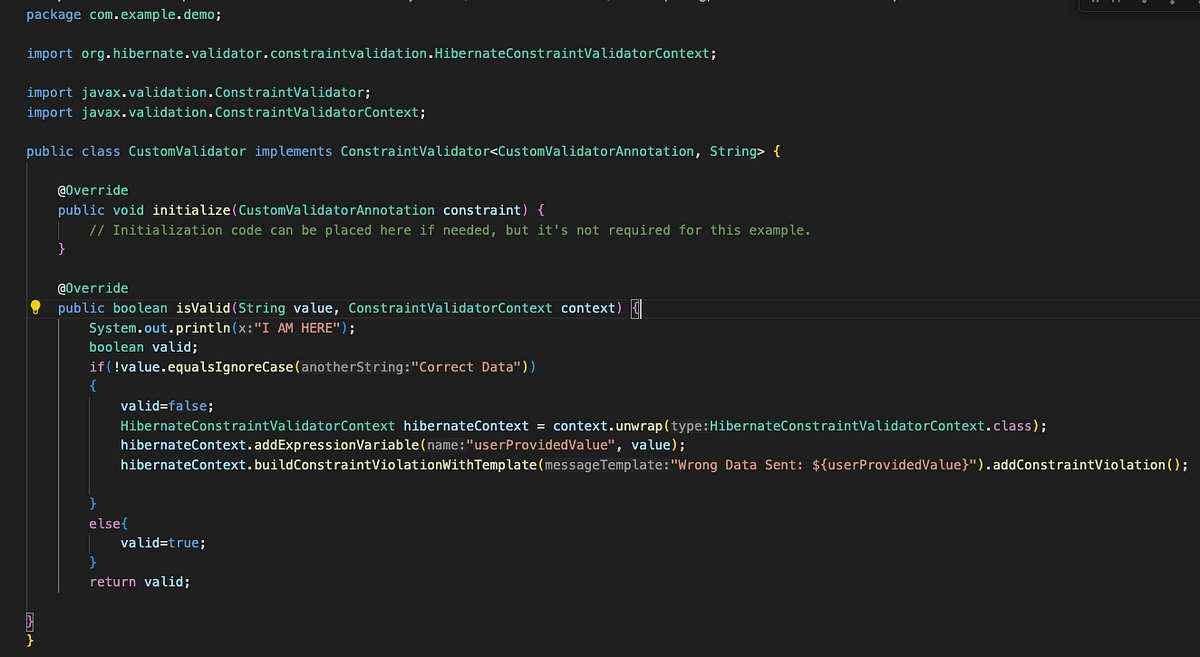 package com.example.demo;
import org.hibernate.validator.constraintvalidation.HibernateConstraintValidatorContext;
import javax.validation.ConstraintValidator;
import javax.validation.ConstraintValidatorContext;
public class CustomValidator implements ConstraintValidator<CustomValidatorAnnotation, String> {
@Override
public void initialize(CustomValidatorAnnotation constraint) {
// Initialization code can be placed here if needed, but it's not required for this example.
}
@Override
public boolean isValid(String value, ConstraintValidatorContext context) {
System.out.println(x:"I AM HERE");
boolean valid;
if(!value.equalsIgnoreCase(anotherString:"Correct Data"))
{
valid=false;
HibernateConstraintValidatorContext hibernateContext = context.unwrap(type:HibernateConstraintValidatorContext.class);
hibernateContext.addExpressionVariable(name:"userProvidedValue", value);
hibernateContext.buildConstraintViolationWithTemplate(messageTemplate:"Wrong Data Sent: ${userProvidedValue}").addConstraintViolation();
}
else{
valid=true;
}
return valid;
}
}